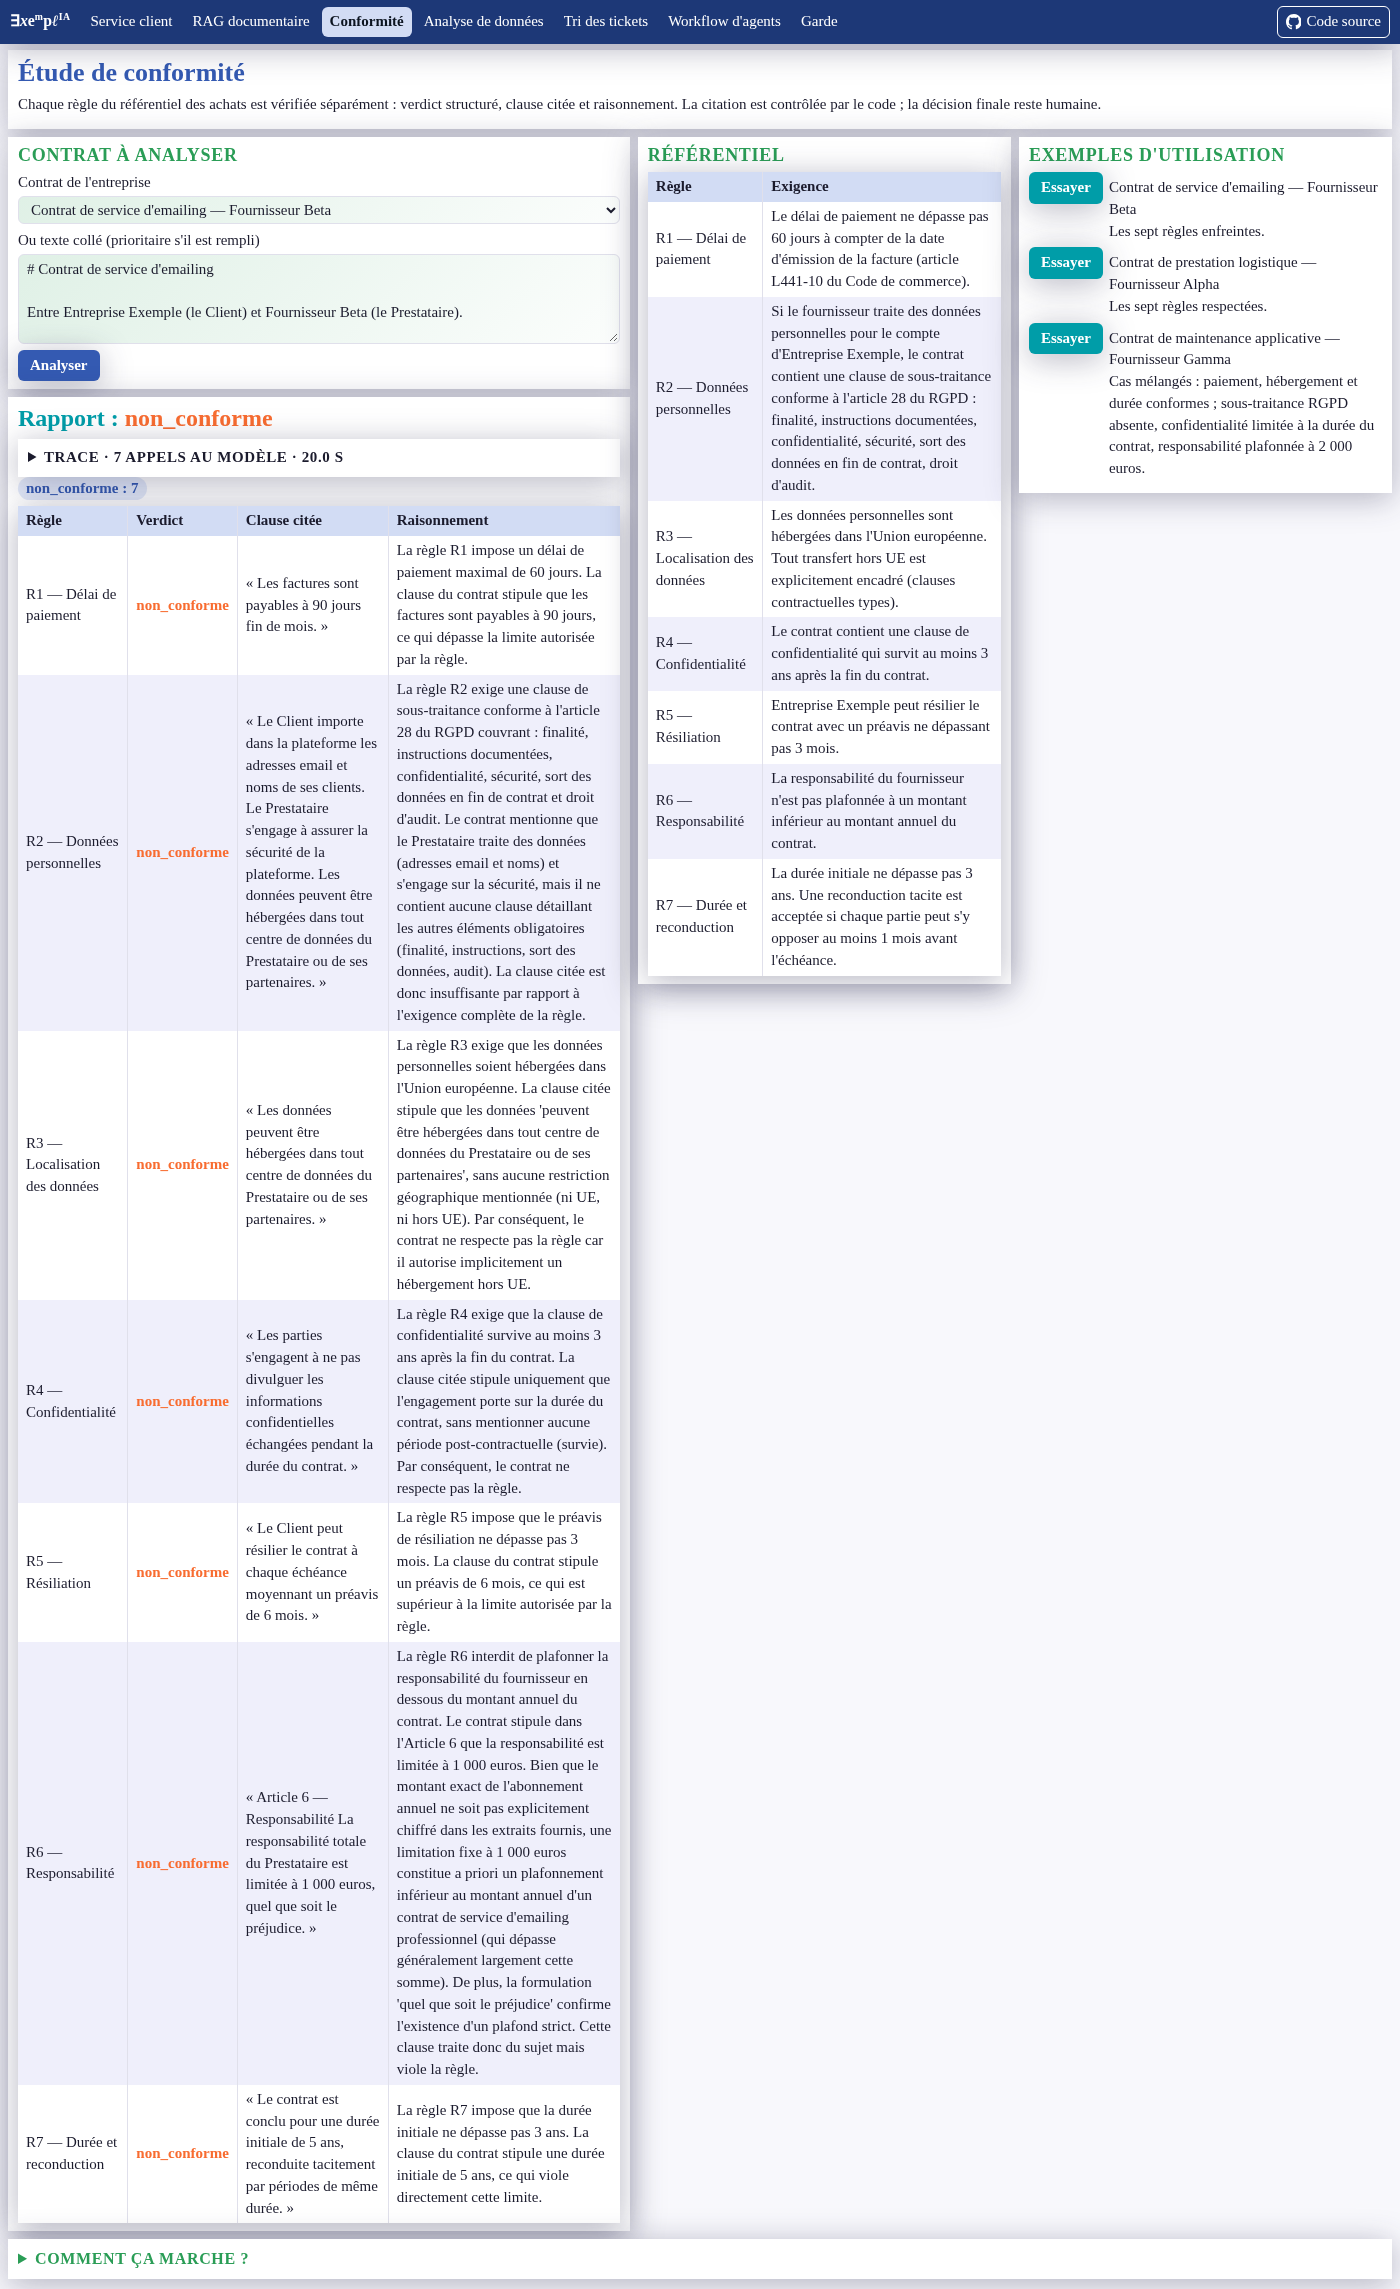 ∃xemplIA Service client RAG documentaire Conformité Analyse de données Tri des tickets Workflow d'agents Garde Code source
Étude de conformité
Chaque règle du référentiel des achats est vérifiée séparément : verdict structuré, clause citée et raisonnement. La citation est contrôlée par le code ; la décision finale reste humaine.
CONTRAT À ANALYSER
Contrat de l'entreprise
Contrat de service d'emailing — Fournisseur Beta
Ou texte collé (prioritaire s'il est rempli)
# Contrat de service d'emailing
Entre Entreprise Exemple (le Client) et Fournisseur Beta (le Prestataire).
Analyser
Rapport : non_conforme
TRACE · 7 APPELS AU MODÈLE · 20.0 S
non_conforme : 7
Règle Verdict Clause citée Raisonnement
R1 — Délai de
paiement
non_conforme
« Les factures sont
payables à 90 jours
fin de mois. »
La règle R1 impose un délai de
paiement maximal de 60 jours. La
clause du contrat stipule que les
factures sont payables à 90 jours,
ce qui dépasse la limite autorisée
par la règle.
R2 — Données
personnelles
non_conforme
« Le Client importe
dans la plateforme les
adresses email et
noms de ses clients.
Le Prestataire
s'engage à assurer la
sécurité de la
plateforme. Les
données peuvent être
hébergées dans tout
centre de données du
Prestataire ou de ses
partenaires. »
La règle R2 exige une clause de
sous-traitance conforme à l'article
28 du RGPD couvrant : finalité,
instructions documentées,
confidentialité, sécurité, sort des
données en fin de contrat et droit
d'audit. Le contrat mentionne que
le Prestataire traite des données
(adresses email et noms) et
s'engage sur la sécurité, mais il ne
contient aucune clause détaillant
les autres éléments obligatoires
(finalité, instructions, sort des
données, audit). La clause citée est
donc insuffisante par rapport à
l'exigence complète de la règle.
R3 —
Localisation
des données
non_conforme
« Les données
peuvent être
hébergées dans tout
centre de données du
Prestataire ou de ses
partenaires. »
La règle R3 exige que les données
personnelles soient hébergées dans
l'Union européenne. La clause citée
stipule que les données 'peuvent
être hébergées dans tout centre de
données du Prestataire ou de ses
partenaires', sans aucune restriction
géographique mentionnée (ni UE,
ni hors UE). Par conséquent, le
contrat ne respecte pas la règle car
il autorise implicitement un
hébergement hors UE.
R4 —
Confidentialité
non_conforme
« Les parties
s'engagent à ne pas
divulguer les
informations
confidentielles
échangées pendant la
durée du contrat. »
La règle R4 exige que la clause de
confidentialité survive au moins 3
ans après la fin du contrat. La
clause citée stipule uniquement que
l'engagement porte sur la durée du
contrat, sans mentionner aucune
période post-contractuelle (survie).
Par conséquent, le contrat ne
respecte pas la règle.
R5 —
Résiliation
non_conforme
« Le Client peut
résilier le contrat à
chaque échéance
moyennant un préavis
de 6 mois. »
La règle R5 impose que le préavis
de résiliation ne dépasse pas 3
mois. La clause du contrat stipule
un préavis de 6 mois, ce qui est
supérieur à la limite autorisée par la
règle.
R6 —
Responsabilité
non_conforme
« Article 6 —
Responsabilité La
responsabilité totale
du Prestataire est
limitée à 1 000 euros,
quel que soit le
préjudice. »
La règle R6 interdit de plafonner la
responsabilité du fournisseur en
dessous du montant annuel du
contrat. Le contrat stipule dans
l'Article 6 que la responsabilité est
limitée à 1 000 euros. Bien que le
montant exact de l'abonnement
annuel ne soit pas explicitement
chiffré dans les extraits fournis, une
limitation fixe à 1 000 euros
constitue a priori un plafonnement
inférieur au montant annuel d'un
contrat de service d'emailing
professionnel (qui dépasse
généralement largement cette
somme). De plus, la formulation
'quel que soit le préjudice' confirme
l'existence d'un plafond strict. Cette
clause traite donc du sujet mais
viole la règle.
R7 — Durée et
reconduction
non_conforme
« Le contrat est
conclu pour une durée
initiale de 5 ans,
reconduite tacitement
par périodes de même
durée. »
La règle R7 impose que la durée
initiale ne dépasse pas 3 ans. La
clause du contrat stipule une durée
initiale de 5 ans, ce qui viole
directement cette limite.
RÉFÉRENTIEL
Règle Exigence
R1 — Délai de
paiement
Le délai de paiement ne dépasse pas
60 jours à compter de la date
d'émission de la facture (article
L441-10 du Code de commerce).
R2 — Données
personnelles
Si le fournisseur traite des données
personnelles pour le compte
d'Entreprise Exemple, le contrat
contient une clause de sous-traitance
conforme à l'article 28 du RGPD :
finalité, instructions documentées,
confidentialité, sécurité, sort des
données en fin de contrat, droit
d'audit.
R3 —
Localisation des
données
Les données personnelles sont
hébergées dans l'Union européenne.
Tout transfert hors UE est
explicitement encadré (clauses
contractuelles types).
R4 —
Confidentialité
Le contrat contient une clause de
confidentialité qui survit au moins 3
ans après la fin du contrat.
R5 —
Résiliation
Entreprise Exemple peut résilier le
contrat avec un préavis ne dépassant
pas 3 mois.
R6 —
Responsabilité
La responsabilité du fournisseur
n'est pas plafonnée à un montant
inférieur au montant annuel du
contrat.
R7 — Durée et
reconduction
La durée initiale ne dépasse pas 3
ans. Une reconduction tacite est
acceptée si chaque partie peut s'y
opposer au moins 1 mois avant
l'échéance.
EXEMPLES D'UTILISATION
Essayer
Contrat de service d'emailing — Fournisseur
Beta
Les sept règles enfreintes.
Essayer
Contrat de prestation logistique —
Fournisseur Alpha
Les sept règles respectées.
Essayer
Contrat de maintenance applicative —
Fournisseur Gamma
Cas mélangés : paiement, hébergement et
durée conformes ; sous-traitance RGPD
absente, confidentialité limitée à la durée du
contrat, responsabilité plafonnée à 2 000
euros.
COMMENT ÇA MARCHE ?